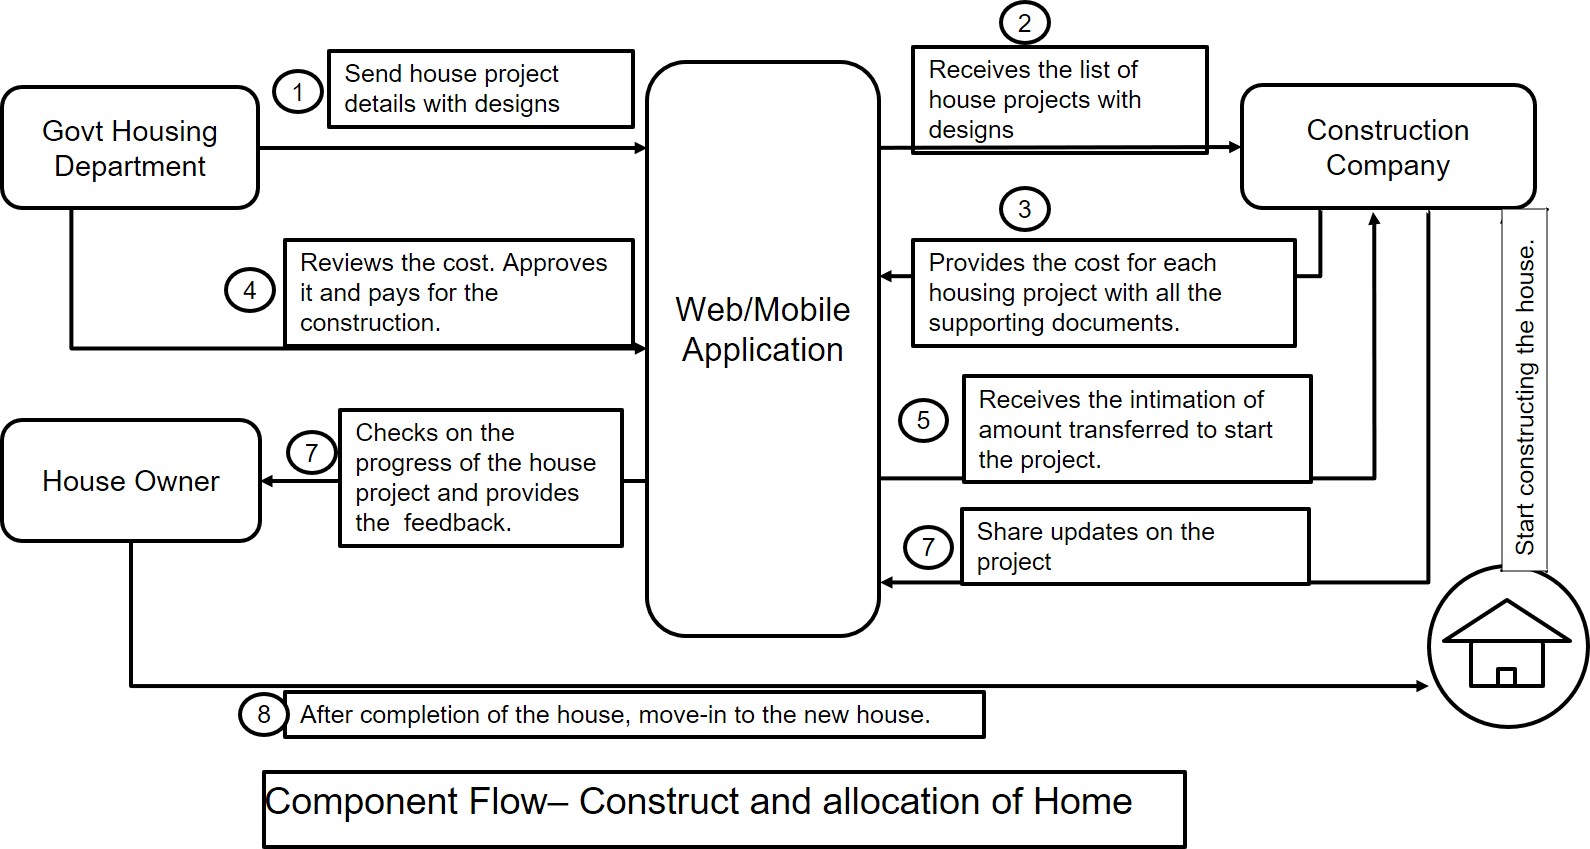 2
1
Send house project
details with designs
Receives the list of
house projects with
designs
Govt Housing
Department
Construction
Company
3
4
Reviews the cost. Approves
it and pays for the
construction.
Provides the cost for each
housing project with all the
supporting documents.
Web/Mobile
Application
Start constructing the house.
5
Receives the intimation of
amount transferred to start
the project.
7
Checks on the
progress of the house
project and provides
the  feedback.
House Owner
7
Share updates on the
project
8
After completion of the house, move-in to the new house.
Component Flow– Construct and allocation of Home